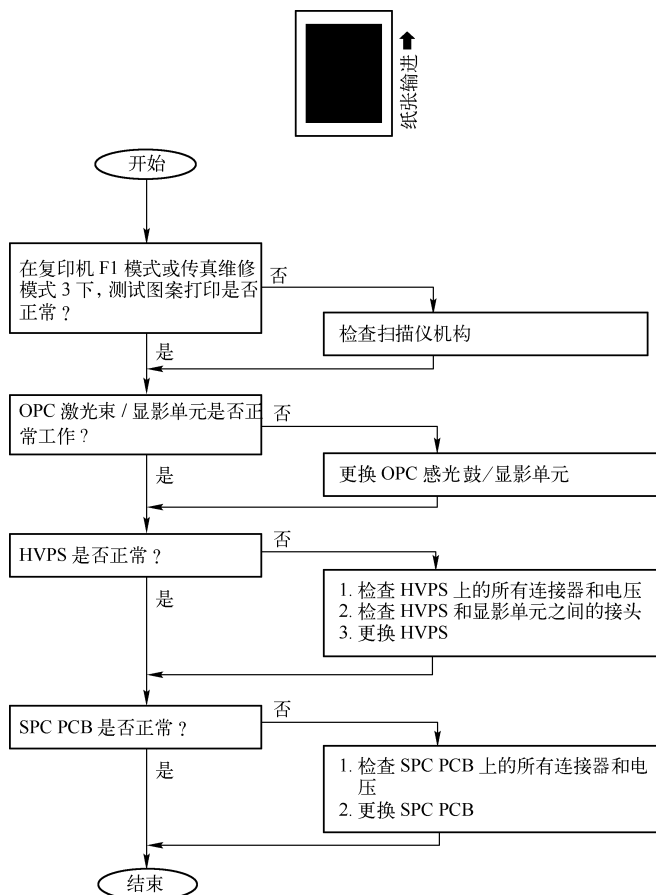 纸张输进
开始
在复印机 F1 模式或传真维修
模式 3 下，测试图案打印是否
正常？
否
检查扫描仪机构
是
OPC 激光束 / 显影单元是否正
常工作？
否
更换 OPC 感光鼓/显影单元
是
HVPS 是否正常？
否
1. 检查 HVPS 上的所有连接器和电压
2. 检查 HVPS 和显影单元之间的接头
3. 更换 HVPS
是
SPC PCB 是否正常？
否
1. 检查 SPC PCB 上的所有连接器和电
压
2. 更换 SPC PCB
是
结束